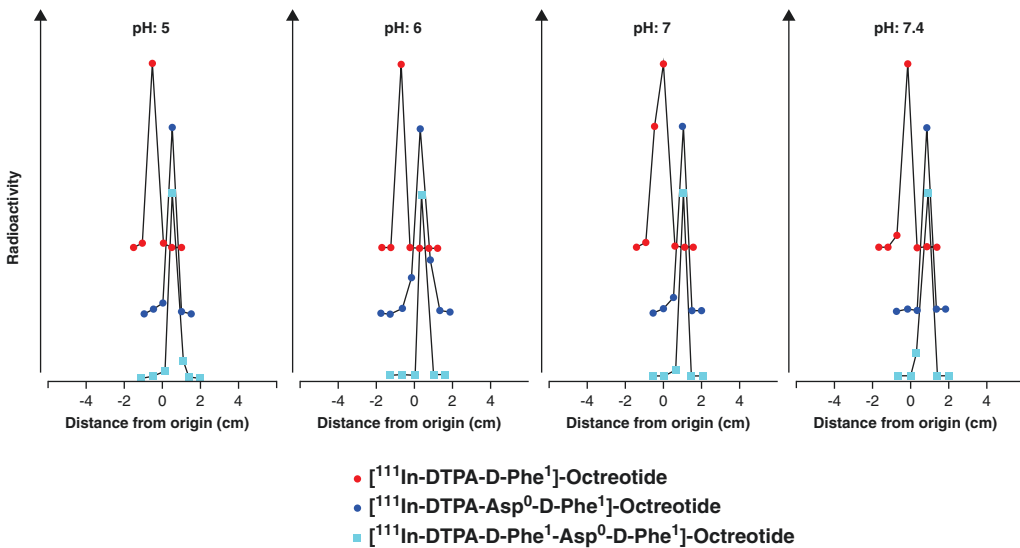 pH: 5
pH: 6
pH: 7
pH: 7.4
Radioactivity
-4 -2 0 2 4
-4 -2 0 2 4
-4 -2 0 2 4
-4 -2 0 2 4
Distance from origin (cm)
Distance from origin (cm)
Distance from origin (cm)
Distance from origin (cm)
[¹¹¹In-DTPA-D-Phe¹]-Octreotide
[¹¹¹In-DTPA-Asp⁰-D-Phe¹]-Octreotide
[¹¹¹In-DTPA-D-Phe¹-Asp⁰-D-Phe¹]-Octreotide